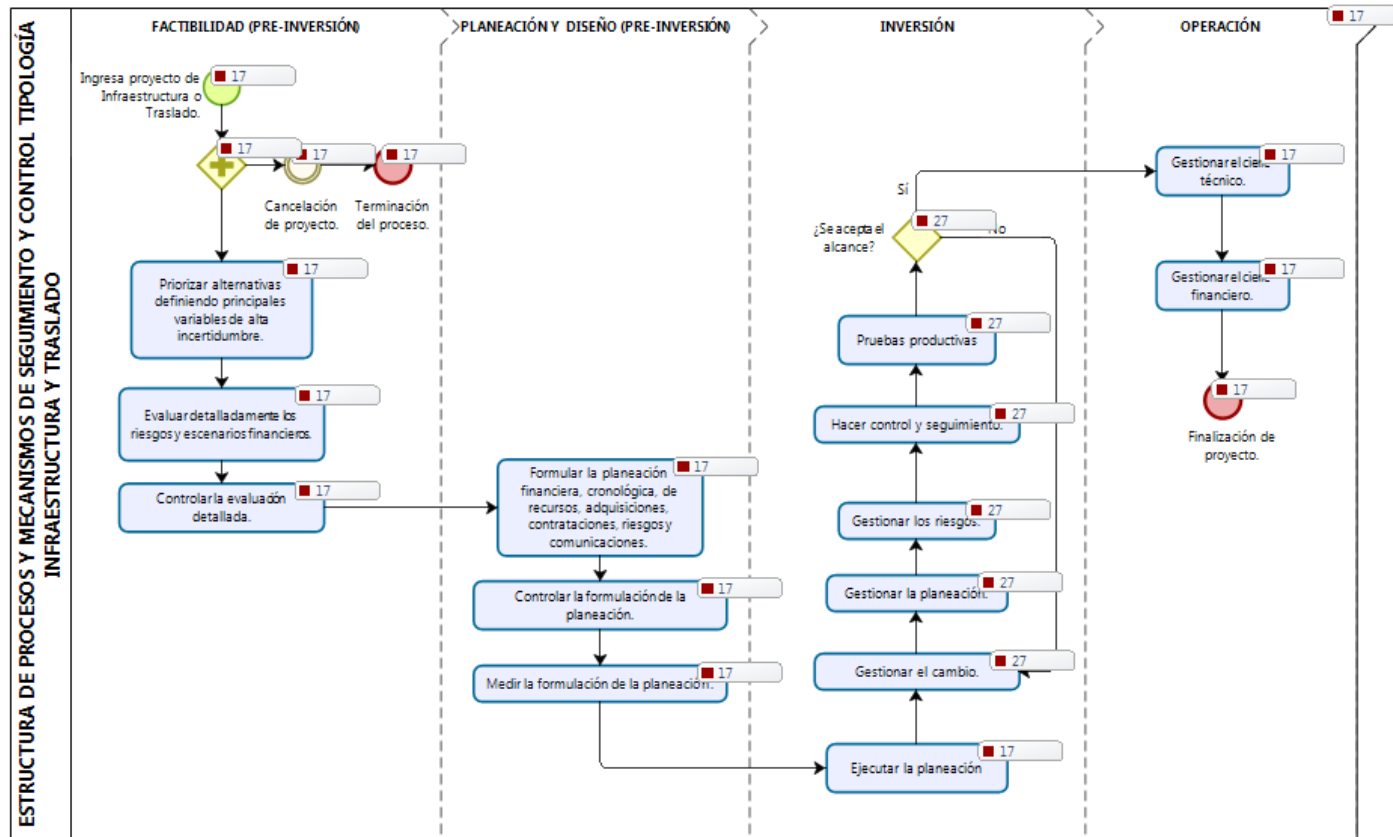 ESTRUCTURA DE PROCESOS Y MECANISMOS DE SEGUIMIENTO Y CONTROL TIPOLOGÍA
INFRAESTRUCTURA Y TRASLADO
FACTIBILIDAD (PRE-INVERSIÓN)
17
Ingresa proyecto de
Infraestructura o
Traslado.
17
17
17
Cancelación
de proyecto.
Terminación
del proceso.
17
Priorizar alternativas
definiendo principales
variables de alta
incertidumbre.
17
Evaluar detalladamente los
riesgos y escenarios financieros.
17
Controlar la evaluación
detallada.
PLANEACIÓN Y DISEÑO (PRE-INVERSIÓN)
17
Formular la planeación
financiera, cronológica, de
recursos, adquisiciones,
contrataciones, riesgos y
comunicaciones.
17
Controlar la formulación de la
planeación.
17
Medir la formulación de la planeación.
INVERSIÓN
Sí
27
¿Se acepta el
alcance?
No
27
Pruebas productivas
27
Hacer control y seguimiento.
27
Gestionar los riesgos.
27
Gestionar la planeación.
27
Gestionar el cambio.
17
Ejecutar la planeación
OPERACIÓN
17
17
Gestionar el cierre
técnico.
17
Gestionar el cierre
financiero.
17
Finalización de
proyecto.